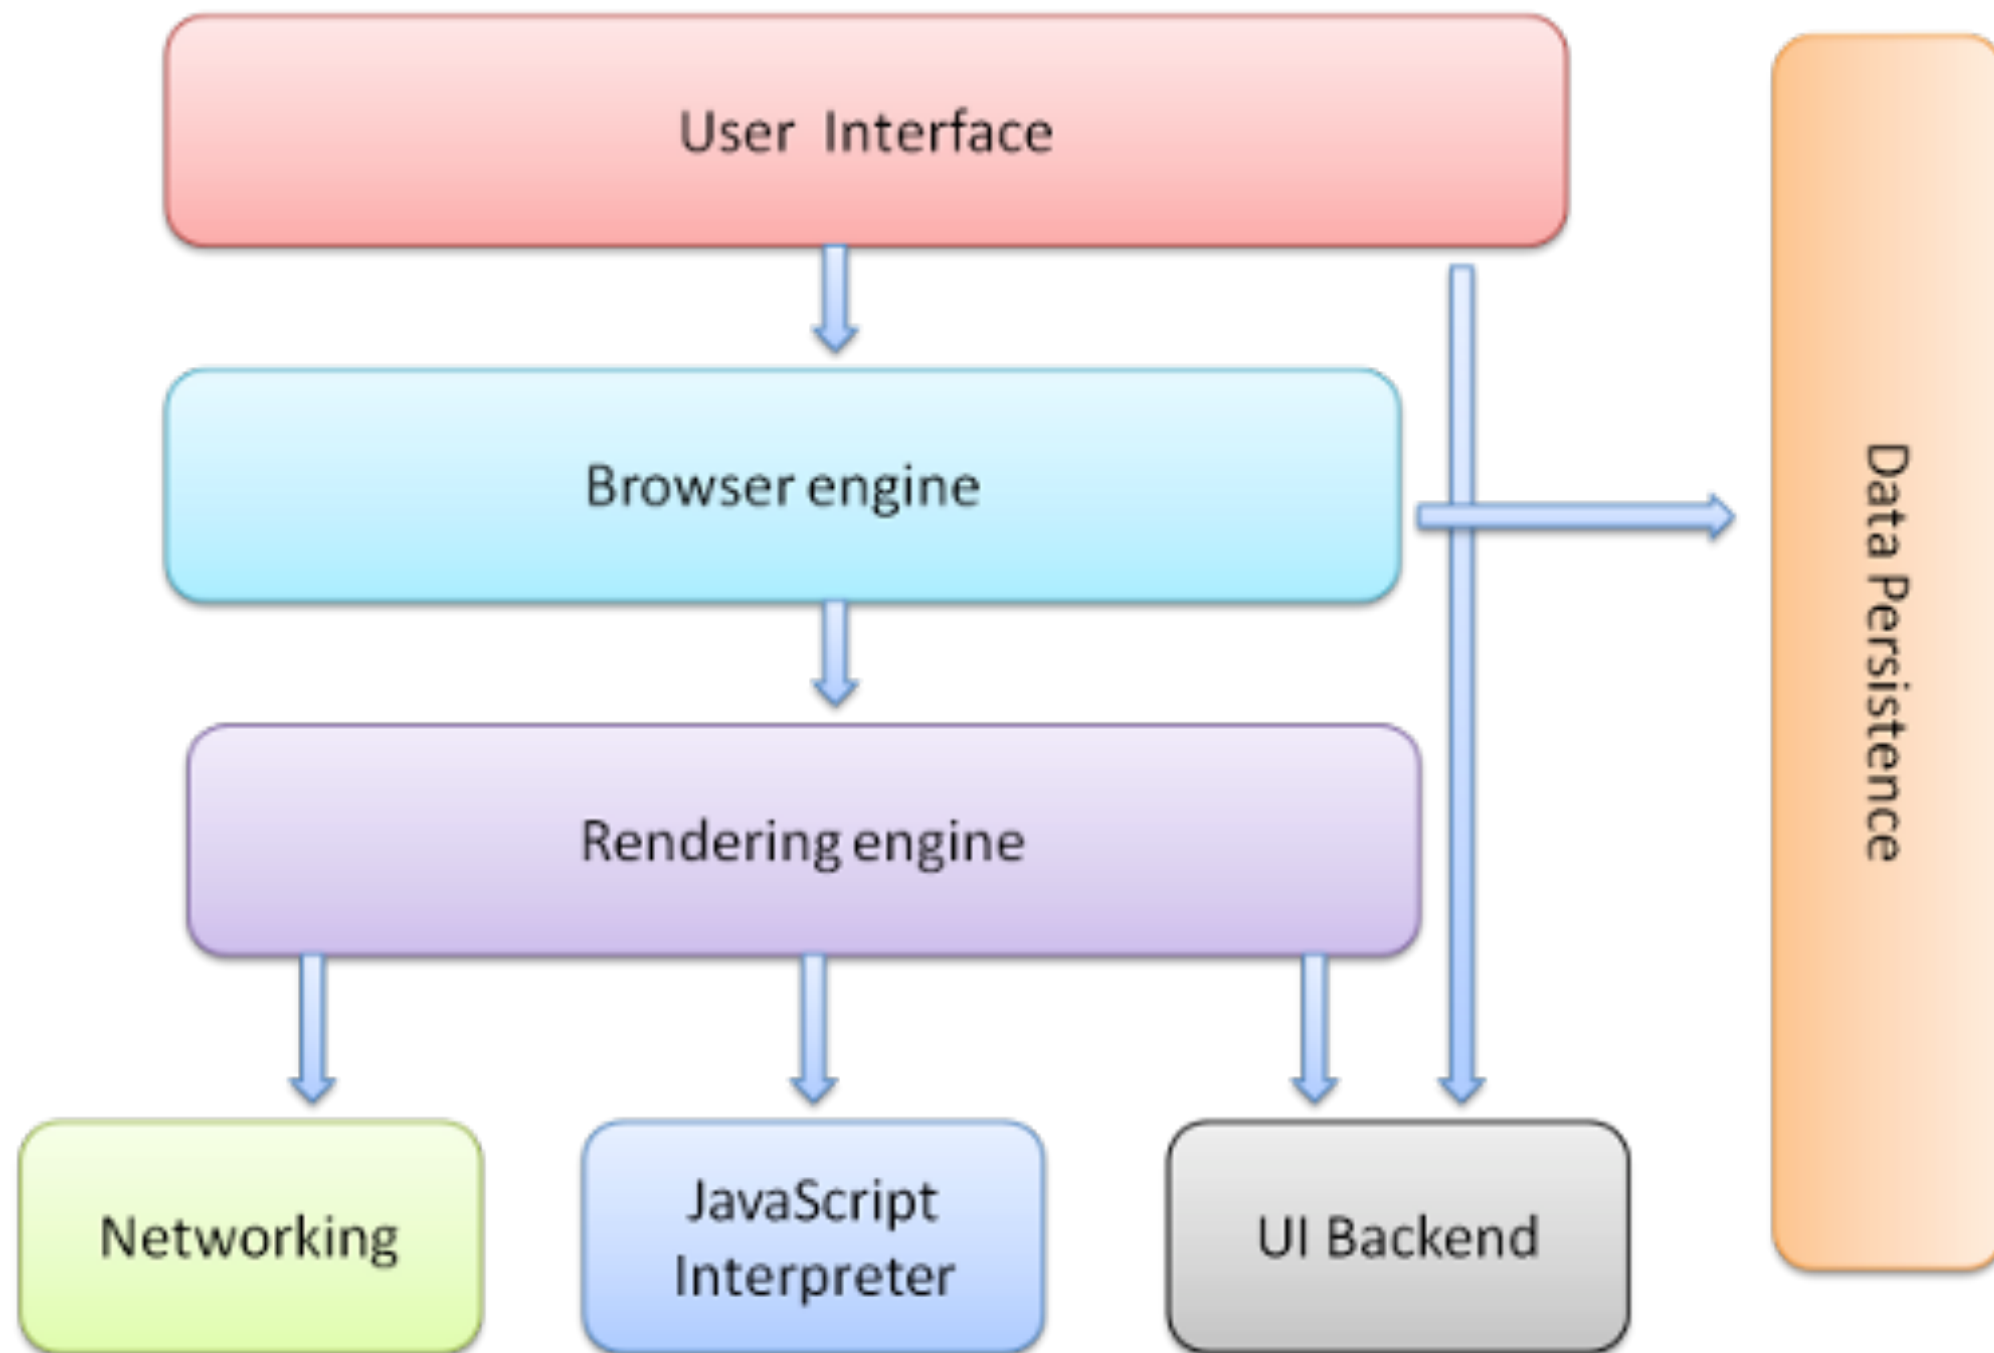 User Interface
Browser engine
Data Persistence
Rendering engine
Networking
JavaScript
Interpreter
UI Backend